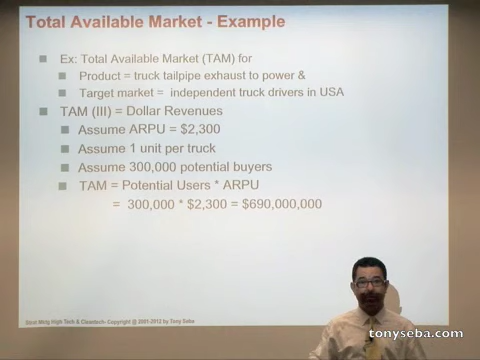 Total Available Market - Example
Ex: Total Available Market (TAM) for
Product = truck tailpipe exhaust to power &
Target market = independent truck drivers in USA
TAM (III) = Dollar Revenues
Assume ARPU = $2,300
Assume 1 unit per truck
Assume 300,000 potential buyers
TAM = Potential Users * ARPU
= 300,000 * $2,300 = $690,000,000
Strat Mktg High Tech & Cleantech- Copyright @ 2001-2012 by Tony Seba
tonyseba.com